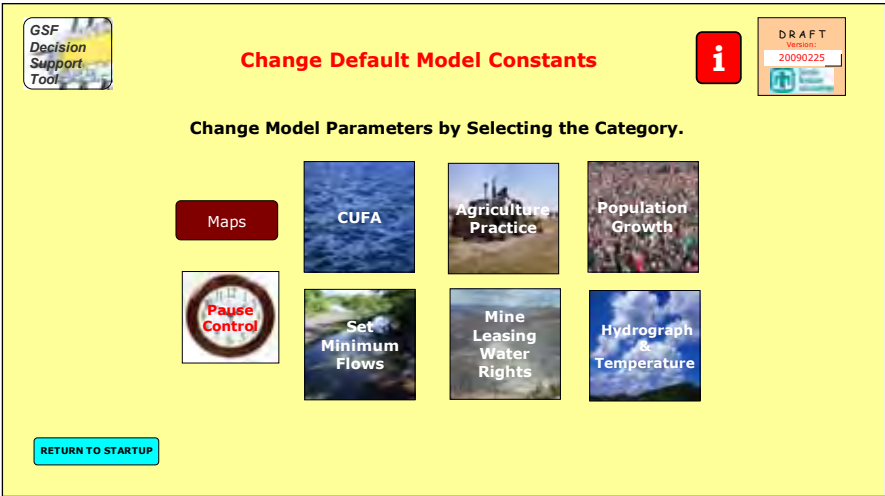 GSF
Decision
Support
Tool
Change Default Model Constants
i
DRAFT
Version:
20090225
Change Model Parameters by Selecting the Category.
Maps
CUFA
Agriculture
Practice
Population
Growth
Pause
Control
Set
Minimum
Flows
Mine
Leasing
Water
Rights
Hydrograph
&
Temperature
RETURN TO STARTUP